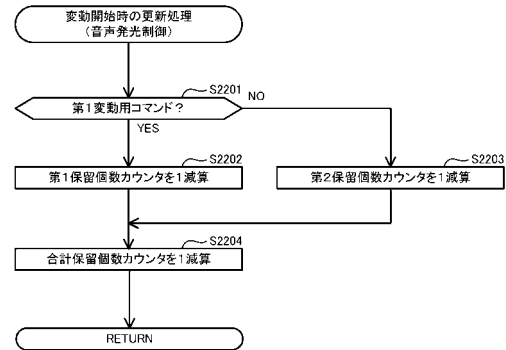 変動開始時の更新処理
(音声発光制御)
S2201
第1変動用コマンド?
NO
YES
S2202
第1保留個数カウンタを1減算
S2203
第2保留個数カウンタを1減算
S2204
合計保留個数カウンタを1減算
RETURN